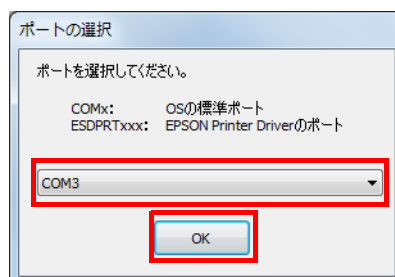 ポートの選択
ポートを選択してください。
COMx: OSの標準ポート
ESDPRTxxx: EPSON Printer Driverのポート
COM3
OK